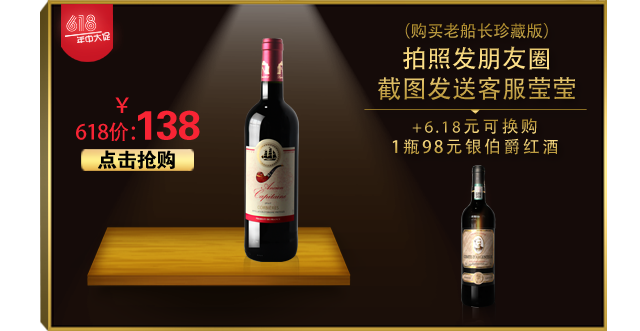 618
年中大促
¥
618价:138
点击抢购
(购买老船长珍藏版)
拍照发朋友圈
截图发送客服莹莹
+6.18元可换购
1瓶98元银伯爵红酒